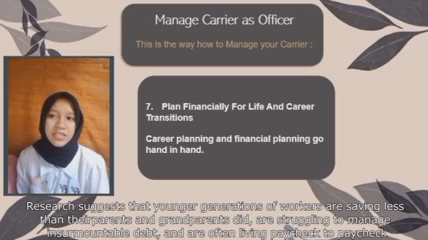 Manage Carrier as Officer
This is the way how to Manage your Carrier ;
7. Plan Financially For Life And Career
Transitions
Career planning and financial planning go
hand in hand.
Research suggests that younger generations of workers are saving less
than their parents and grandparents did, are struggling to manage
insurmountable debt, and are often living paycheck to paycheck